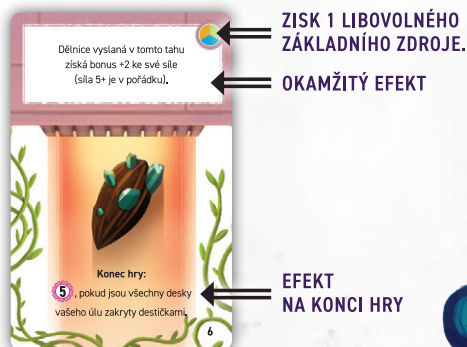 Dělnice vyslaná v tomto tahu
získá bonus +2 ke své síle
(síla 5+ je v pořádku).
ZISK 1 LIBOVOLNÉHO
ZÁKLADNÍHO ZDROJE.
OKAMŽITÝ EFEKT
Konec hry:
5, pokud jsou všechny desky
vašeho úlu zakryty destičkami.
6
EFEKT
NA KONCI HRY